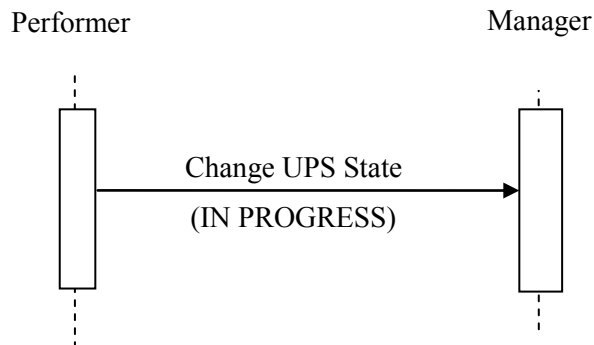 Performer
Manager
Change UPS State
(IN PROGRESS)